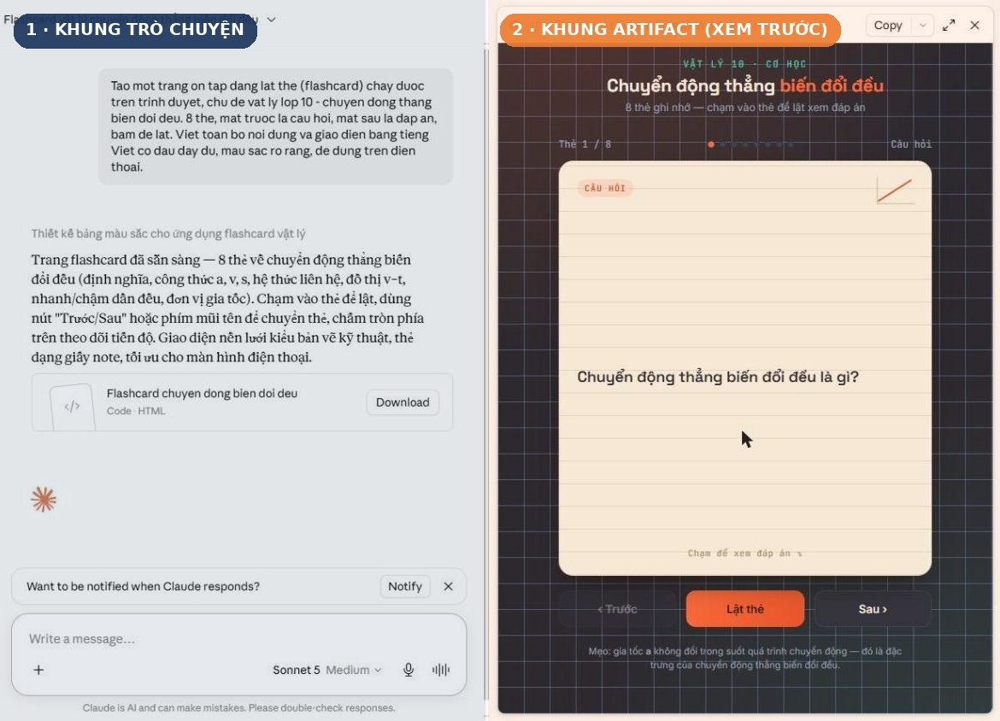 1 · KHUNG TRÒ CHUYỆN
Tao mot trang on tap dang lat the (flashcard) chay duoc
tren trinh duyet, chu de vat ly lop 10 - chuyen dong thang
bien doi deu. 8 the, mat truoc la cau hoi, mat sau la dap an,
bam de lat. Viet toan bo noi dung va giao dien bang tieng
Viet co dau day du, mau sac ro rang, de dung tren dien
thoai.
Thiết kế bảng màu sắc cho ứng dụng flashcard vật lý
Trang flashcard đã sẵn sàng — 8 thẻ về chuyển động thẳng biến
đổi đều (định nghĩa, công thức a, v, s, hệ thức liên hệ, đồ thị v–t,
nhanh/chậm dần đều, đơn vị gia tốc). Chạm vào thẻ để lật, dùng
nút "Trước/Sau" hoặc phím mũi tên để chuyển thẻ, chấm tròn phía
trên theo dõi tiến độ. Giao diện nền lưới kiểu bản vẽ kỹ thuật, thẻ
dạng giấy note, tối ưu cho màn hình điện thoại.
Flashcard chuyen dong bien doi deu
Code · HTML
Download
Want to be notified when Claude responds?
Notify
Write a message...
Sonnet 5 Medium
Claude is AI and can make mistakes. Please double-check responses.
2 · KHUNG ARTIFACT (XEM TRƯỚC)
Copy
VẬT LÝ 10 · CƠ HỌC
Chuyển động thẳng biến đổi đều
8 thẻ ghi nhớ — chạm vào thẻ để lật xem đáp án
Thẻ 1 / 8
Câu hỏi
CÂU HỎI
Chuyển động thẳng biến đổi đều là gì?
Chạm để xem đáp án ↴
‹ Trước
Lật thẻ
Sau ›
Mẹo: gia tốc a không đổi trong suốt quá trình chuyển động — đó là đặc
trưng của chuyển động thẳng biến đổi đều.